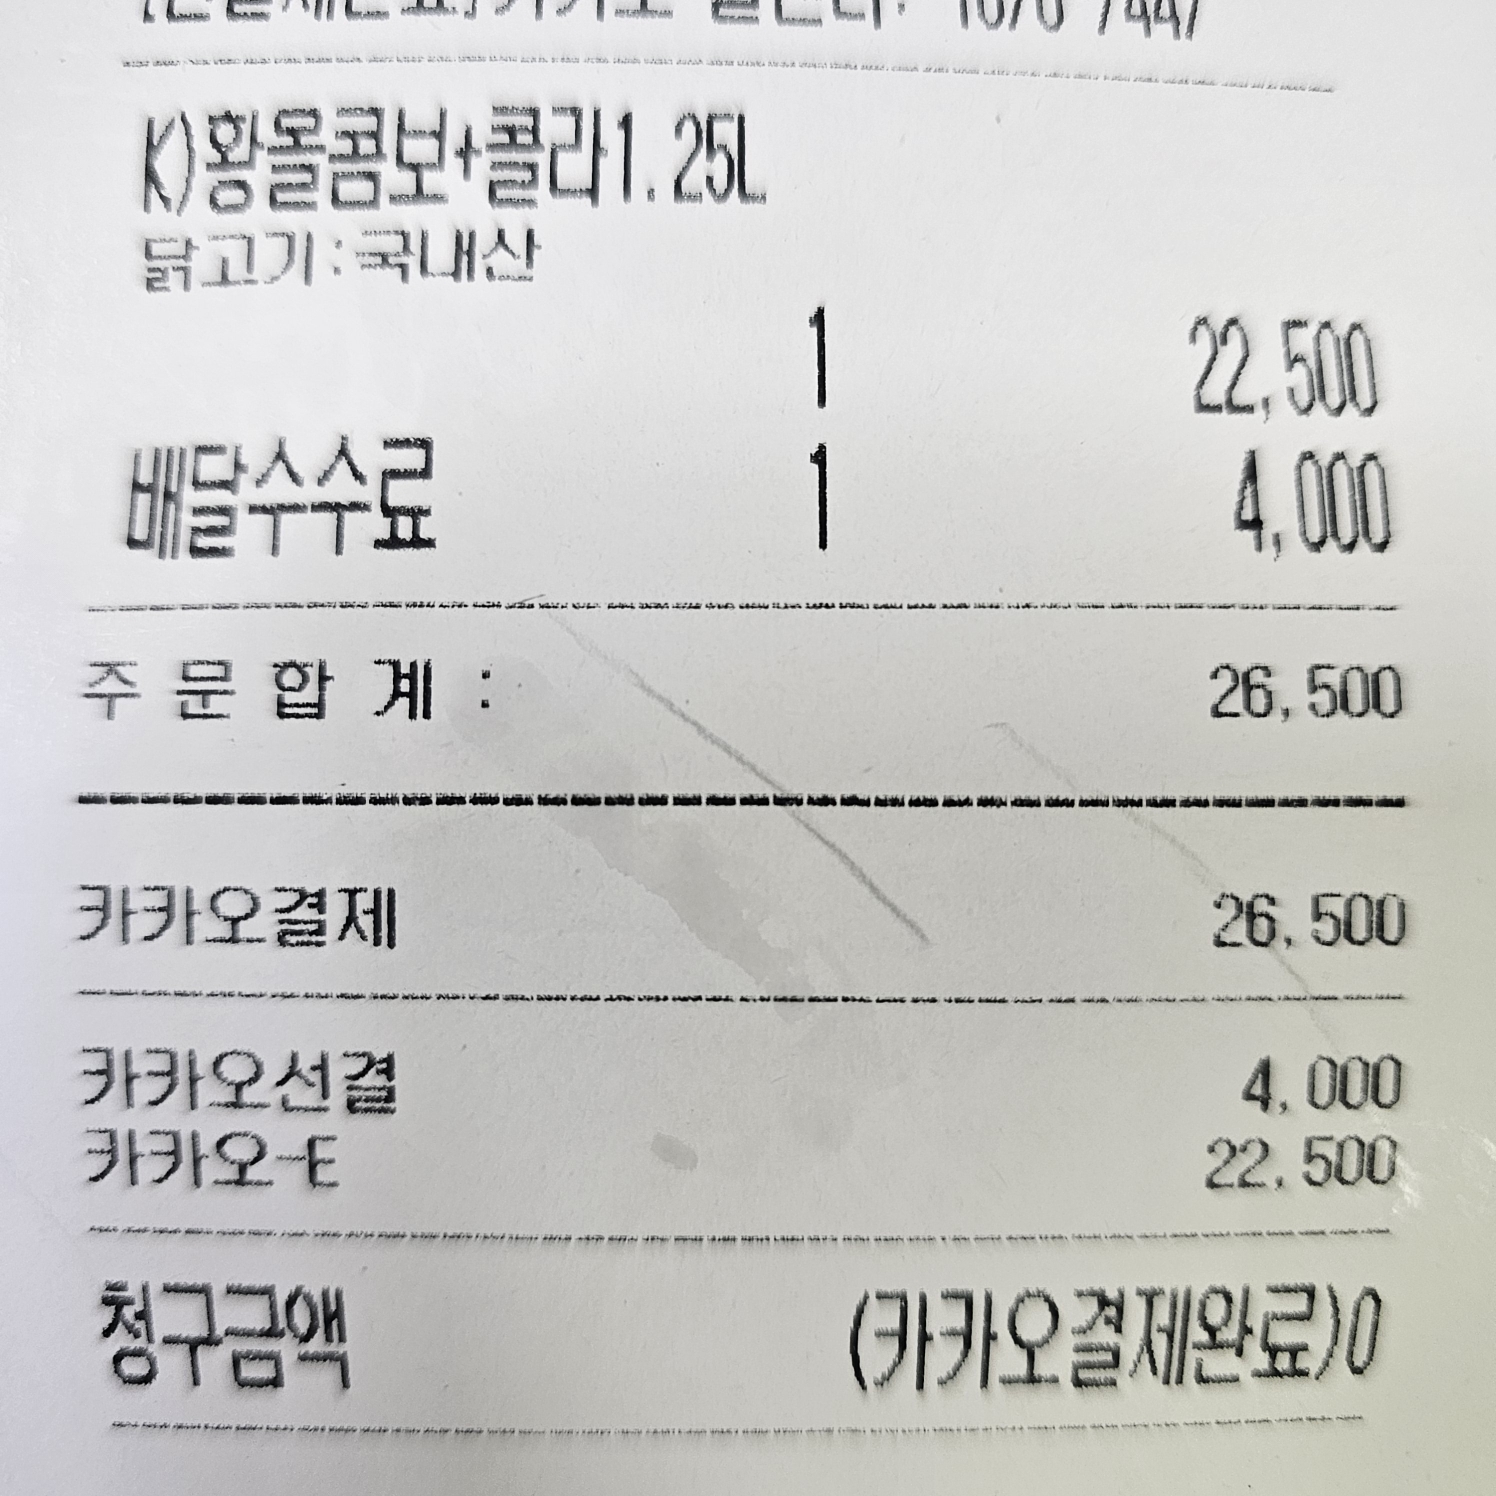 K)황올콤보+콜라1.25L
닭고기:국내산
1 22,500
배달수수료 1 4,000
주 문 합 계 : 26,500
카카오결제 26,500
카카오선결 4,000
카카오-E 22,500
청구금액 (카카오결제완료)0